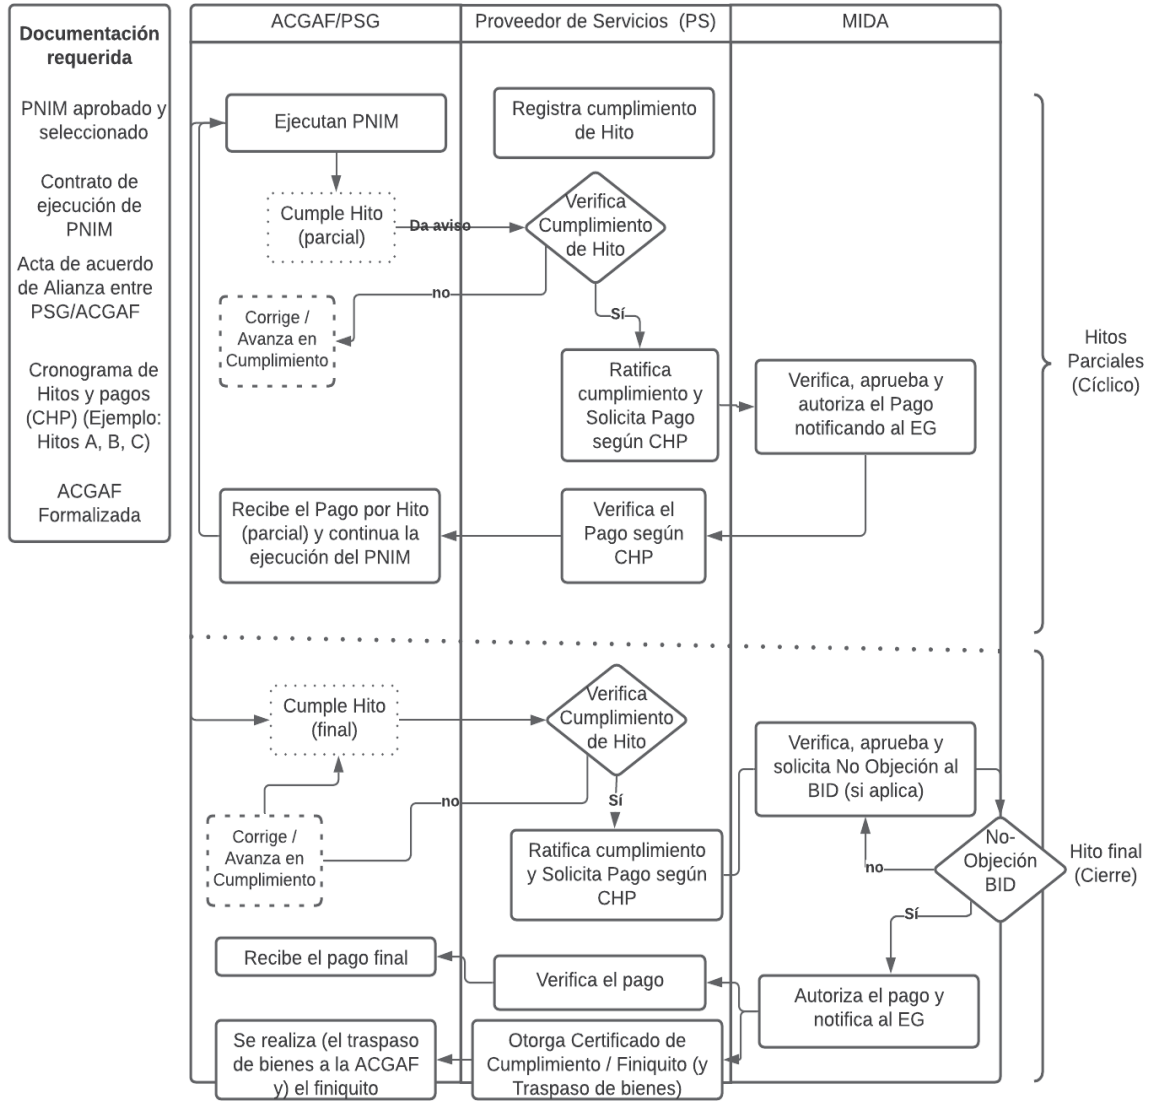 Documentación
requerida
PNIM aprobado y
seleccionado
Contrato de
ejecución de
PNIM
Acta de acuerdo
de Alianza entre
PSG/ACGAF
Cronograma de
Hitos y pagos
(CHP) (Ejemplo:
Hitos A, B, C)
ACGAF
Formalizada
ACGAF/PSG
Proveedor de Servicios (PS)
MIDA
Ejecutan PNIM
Registra cumplimiento
de Hito
Cumple Hito
(parcial)
Da aviso
Verifica
Cumplimiento
de Hito
no
Sí
Corrige /
Avanza en
Cumplimiento
Ratifica
cumplimiento y
Solicita Pago
según CHP
Verifica, aprueba y
autoriza el Pago
notificando al EG
Hitos
Parciales
(Cíclico)
Recibe el Pago por Hito
(parcial) y continua la
ejecución del PNIM
Verifica el
Pago según
CHP
Cumple Hito
(final)
Verifica
Cumplimiento
de Hito
no
Sí
Verifica, aprueba y
solicita No Objeción al
BID (si aplica)
Corrige /
Avanza en
Cumplimiento
Ratifica cumplimiento
y Solicita Pago según
CHP
No-
Objeción
BID
no
Sí
Hito final
(Cierre)
Recibe el pago final
Verifica el pago
Autoriza el pago y
notifica al EG
Se realiza (el traspaso
de bienes a la ACGAF
y) el finiquito
Otorga Certificado de
Cumplimiento / Finiquito (y
Traspaso de bienes)